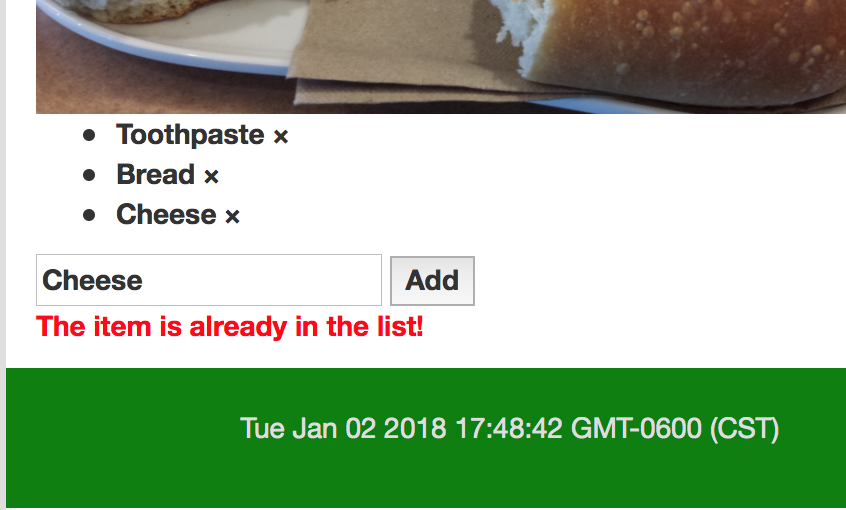 Toothpaste ×
Bread ×
Cheese ×
Cheese Add
The item is already in the list!
Tue Jan 02 2018 17:48:42 GMT-0600 (CST)